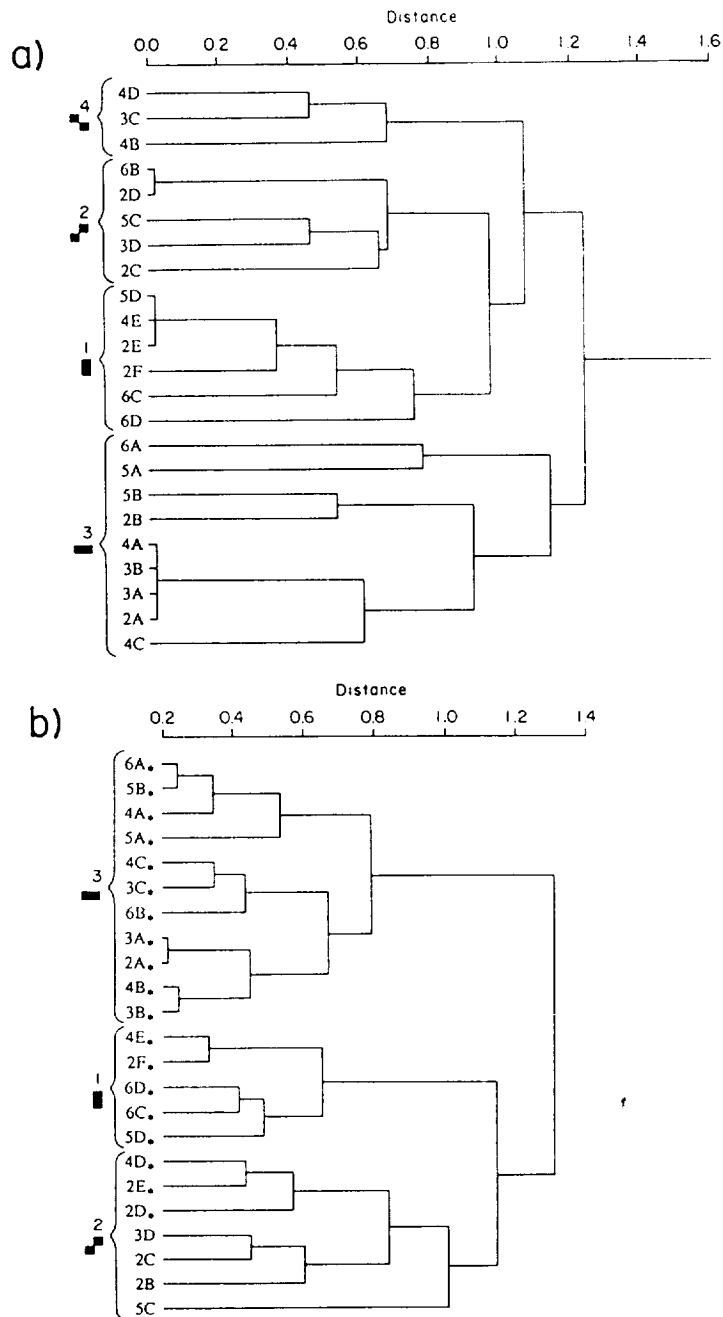 Distance
a)
0.0 0.2 0.4 0.6 0.8 1.0 1.2 1.4 1.6
4
4D
3C
4B
2
6B
2D
5C
3D
2C
1
5D
4E
2E
2F
6C
6D
3
6A
5A
5B
2B
4A
3B
3A
2A
4C
Distance
b)
0.2 0.4 0.6 0.8 1.0 1.2 1.4
3
6A*
5B*
4A*
5A*
4C*
3C*
6B*
3A*
2A*
4B*
3B*
1
4E*
2F*
6D*
6C*
5D*
2
4D*
2E*
2D*
3D
2C
2B
5C